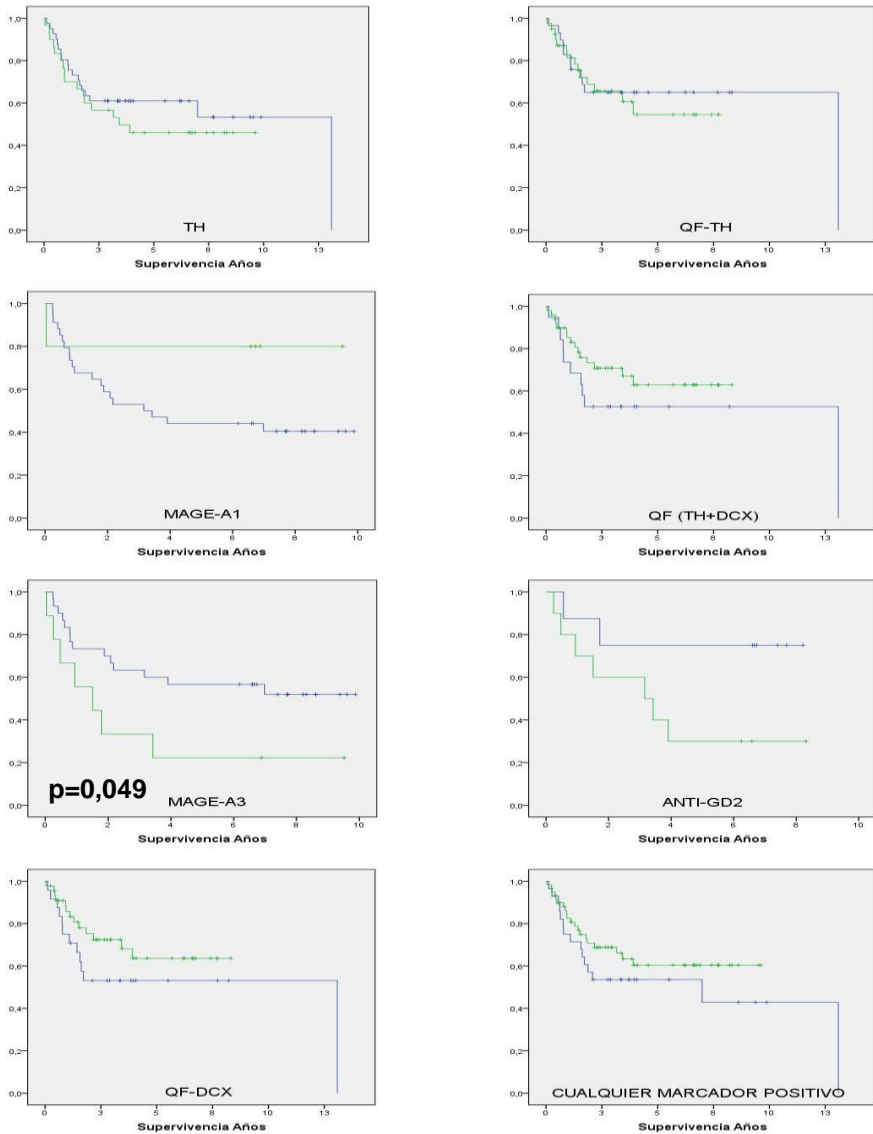 1,0
0,8
0,6
0,4
0,2
0,0
TH
0 3 5 8 10 13
Supervivencia Años
1,0
0,8
0,6
0,4
0,2
0,0
QF-TH
0 3 5 8 10 13
Supervivencia Años
1,0
0,8
0,6
0,4
0,2
0,0
MAGE-A1
0 2 4 6 8 10
Supervivencia Años
1,0
0,8
0,6
0,4
0,2
0,0
QF (TH+DCX)
0 3 5 8 10 13
Supervivencia Años
1,0
0,8
0,6
0,4
0,2
0,0
p=0,049
MAGE-A3
0 2 4 6 8 10
Supervivencia Años
1,0
0,8
0,6
0,4
0,2
0,0
ANTI-GD2
0 2 4 6 8 10
Supervivencia Años
1,0
0,8
0,6
0,4
0,2
0,0
QF-DCX
0 3 5 8 10 13
Supervivencia Años
1,0
0,8
0,6
0,4
0,2
0,0
CUALQUIER MARCADOR POSITIVO
0 3 5 8 10 13
Supervivencia Años